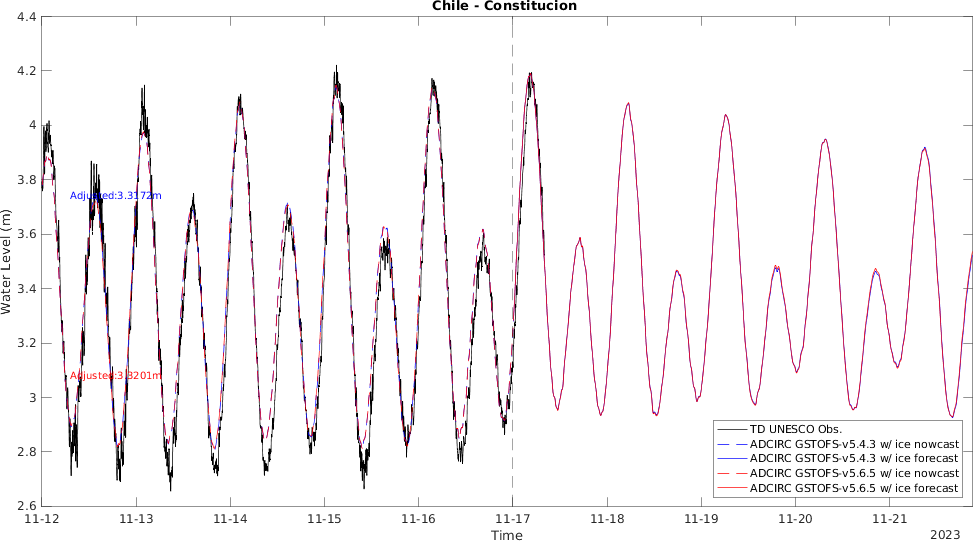 Chile - Constitucion
Water Level (m)
4.4
4.2
4
3.8
3.6
3.4
3.2
3
2.8
2.6
Adjusted:3.3172m
Adjusted:3.3201m
TD UNESCO Obs.
ADCIRC GSTOFS-v5.4.3 w/ ice nowcast
ADCIRC GSTOFS-v5.4.3 w/ ice forecast
ADCIRC GSTOFS-v5.6.5 w/ ice nowcast
ADCIRC GSTOFS-v5.6.5 w/ ice forecast
11-12 11-13 11-14 11-15 11-16 11-17 11-18 11-19 11-20 11-21
Time
2023